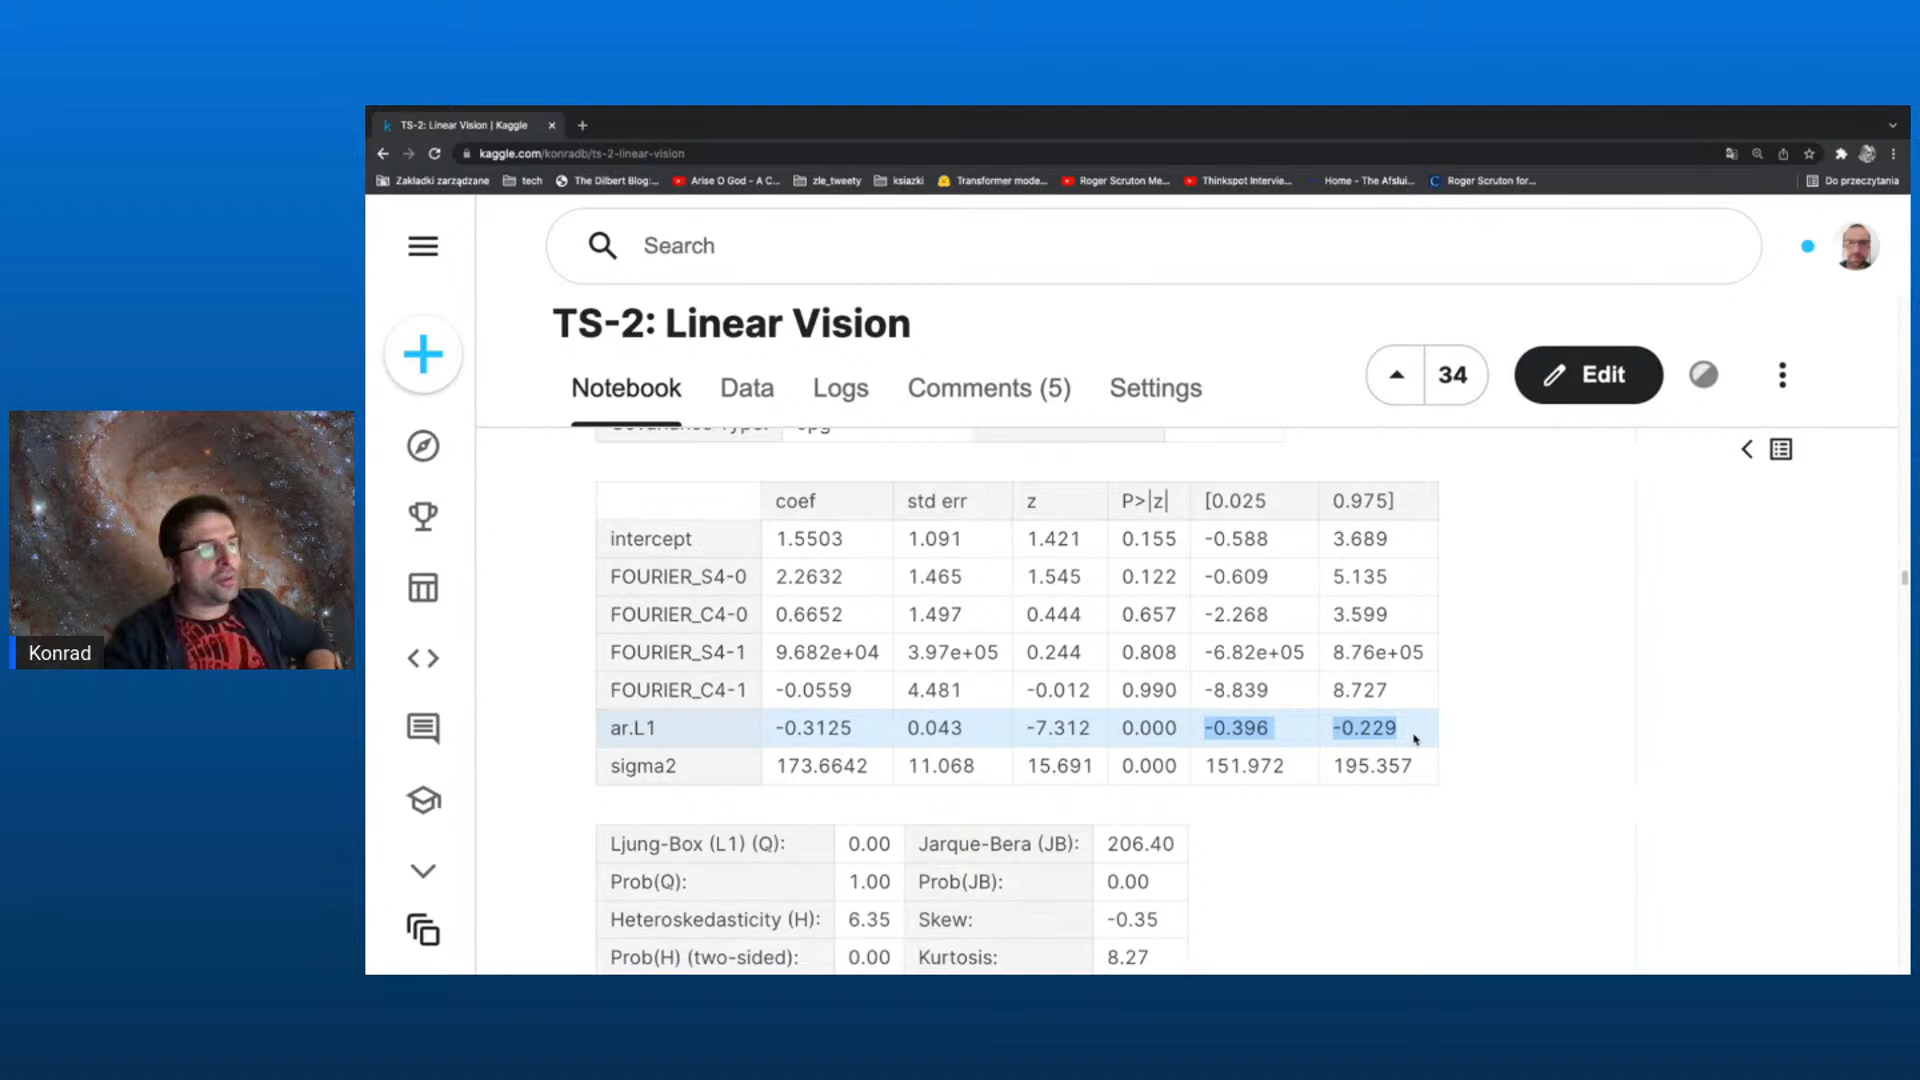 TS-2: Linear Vision | Kaggle
kaggle.com/konradb/ts-2-linear-vision
Zakładki zarządzane tech The Dilbert Blog:... Arise O God - A C... zle_tweety ksiazki Transformer mode... Roger Scruton Me... Thinkspot Intervie... Home - The Afslui... Roger Scruton for... Do przeczytania
Search
TS-2: Linear Vision
Notebook Data Logs Comments (5) Settings
34 Edit
Covariance Type: opg
coef std err z P>|z| [0.025 0.975]
intercept 1.5503 1.091 1.421 0.155 -0.588 3.689
FOURIER_S4-0 2.2632 1.465 1.545 0.122 -0.609 5.135
FOURIER_C4-0 0.6652 1.497 0.444 0.657 -2.268 3.599
FOURIER_S4-1 9.682e+04 3.97e+05 0.244 0.808 -6.82e+05 8.76e+05
FOURIER_C4-1 -0.0559 4.481 -0.012 0.990 -8.839 8.727
ar.L1 -0.3125 0.043 -7.312 0.000 -0.396 -0.229
sigma2 173.6642 11.068 15.691 0.000 151.972 195.357
Ljung-Box (L1) (Q): 0.00 Jarque-Bera (JB): 206.40
Prob(Q): 1.00 Prob(JB): 0.00
Heteroskedasticity (H): 6.35 Skew: -0.35
Prob(H) (two-sided): 0.00 Kurtosis: 8.27
Konrad